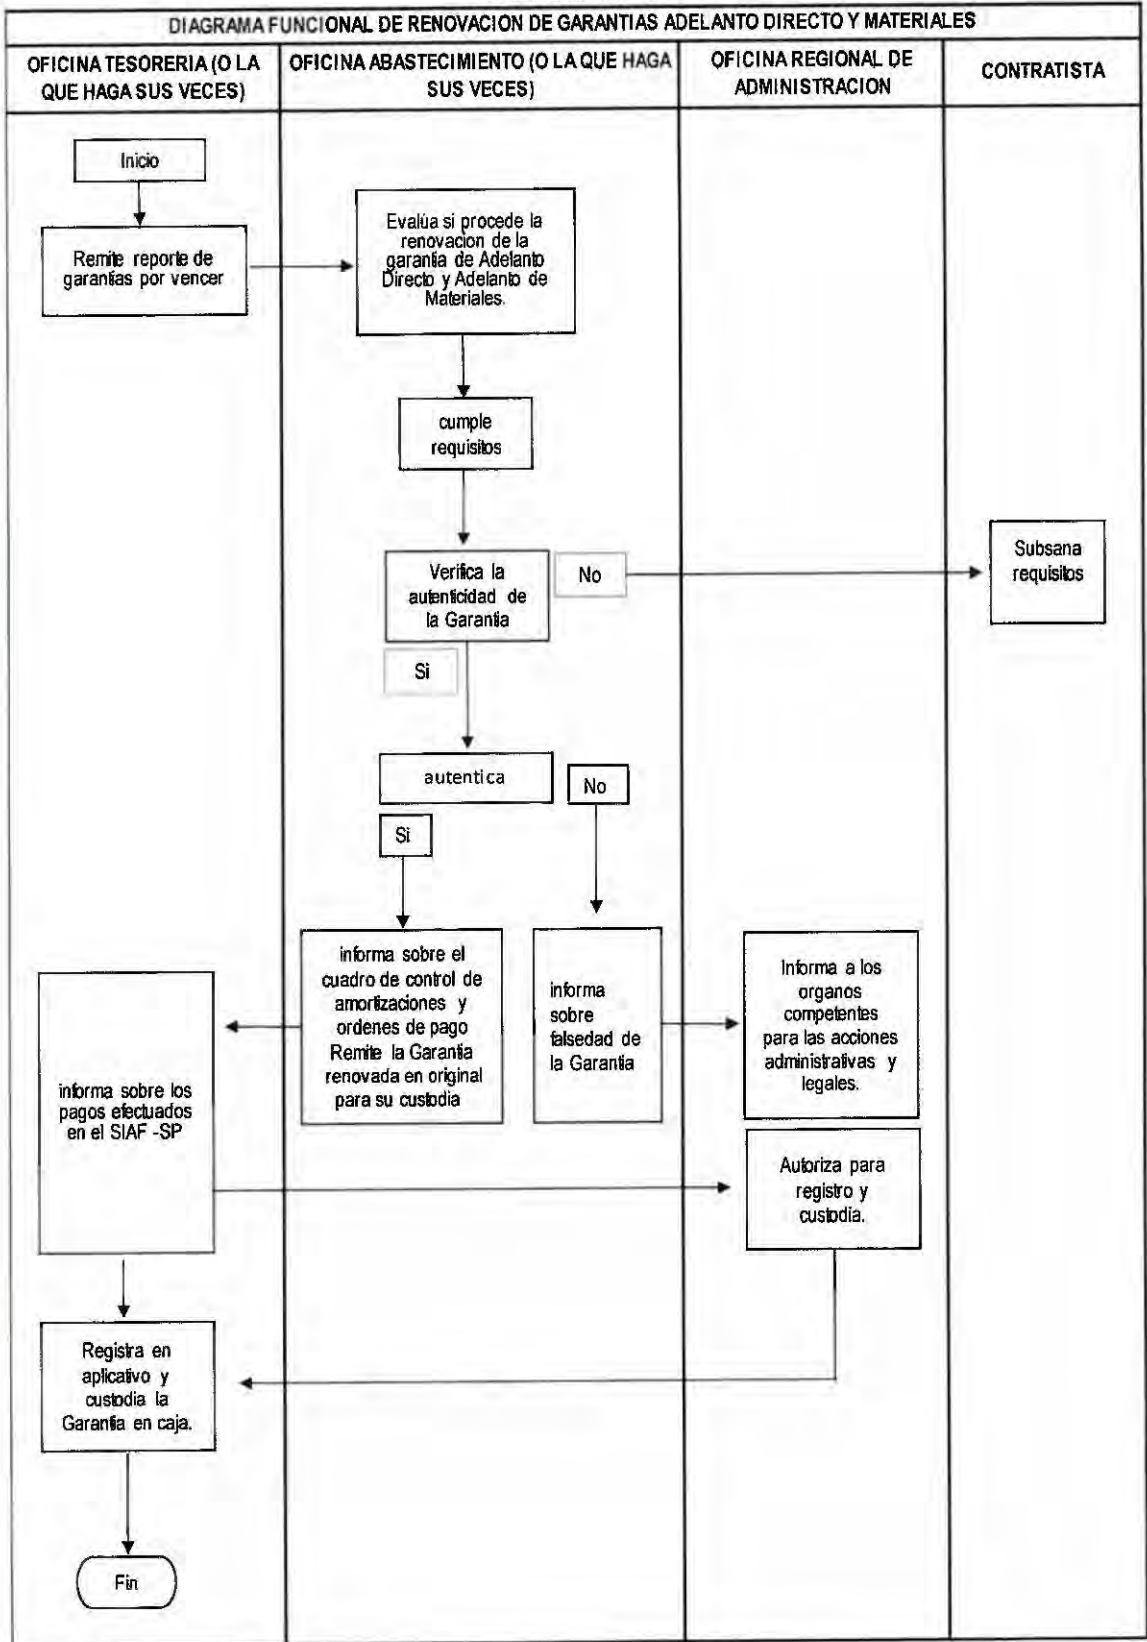 DIAGRAMA FUNCIONAL DE RENOVACION DE GARANTIAS ADELANTO DIRECTO Y MATERIALES
OFICINA TESORERIA (O LA
QUE HAGA SUS VECES)
OFICINA ABASTECIMIENTO (O LA QUE HAGA
SUS VECES)
OFICINA REGIONAL DE
ADMINISTRACION
CONTRATISTA
Inicio
Remite reporte de
garantías por vencer
Evalúa si procede la
renovacion de la
garantía de Adelanto
Directo y Adelanto de
Materiales.
cumple
requisitos
Verifica la
autenticidad de
la Garantía
No
Subsana
requisitos
Si
autentica
No
Si
informa sobre el
cuadro de control de
amortizaciones y
ordenes de pago
Remite la Garantía
renovada en original
para su custodia
informa
sobre
falsedad de
la Garantía
Informa a los
organos
competentes
para las acciones
administrativas y
legales.
informa sobre los
pagos efectuados
en el SIAF -SP
Autoriza para
registro y
custodia.
Registra en
aplicativo y
custodia la
Garantía en caja.
Fin